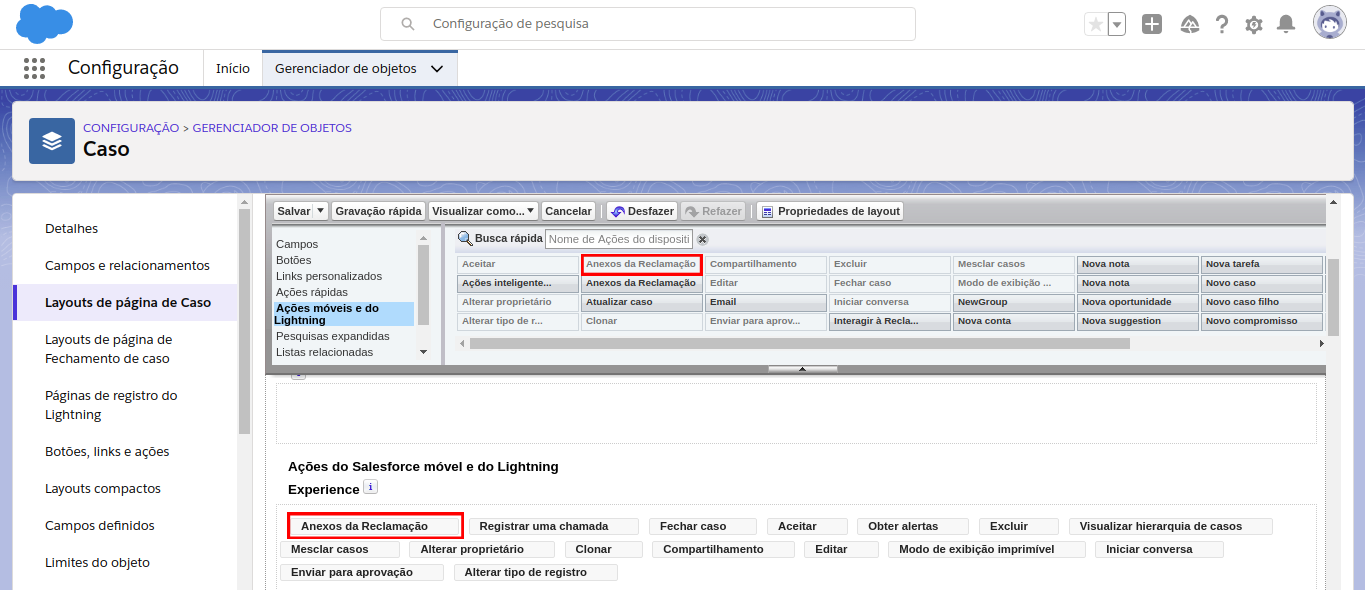 Configuração de pesquisa
Configuração
Início
Gerenciador de objetos
CONFIGURAÇÃO > GERENCIADOR DE OBJETOS
Caso
Detalhes
Campos e relacionamentos
Layouts de página de Caso
Layouts de página de
Fechamento de caso
Páginas de registro do
Lightning
Botões, links e ações
Layouts compactos
Campos definidos
Limites do objeto
Salvar Gravação rápida Visualizar como... Cancelar Desfazer Refazer Propriedades de layout
Campos
Botões
Links personalizados
Ações rápidas
Ações móveis e do
Lightning
Pesquisas expandidas
Listas relacionadas
Busca rápida Nome de Ações do dispositi
Aceitar Anexos da Reclamação Compartilhamento Excluir Mesclar casos Nova nota Nova tarefa
Ações inteligente... Anexos da Reclamação Editar Fechar caso Modo de exibição ... Nova nota Novo caso
Alterar proprietário Atualizar caso Email Iniciar conversa NewGroup Nova oportunidade Novo caso filho
Alterar tipo de r... Clonar Enviar para aprov... Interagir à Recla... Nova conta Nova suggestion Novo compromisso
Ações do Salesforce móvel e do Lightning
Experience i
Anexos da Reclamação Registrar uma chamada Fechar caso Aceitar Obter alertas Excluir Visualizar hierarquia de casos
Mesclar casos Alterar proprietário Clonar Compartilhamento Editar Modo de exibição imprimível Iniciar conversa
Enviar para aprovação Alterar tipo de registro